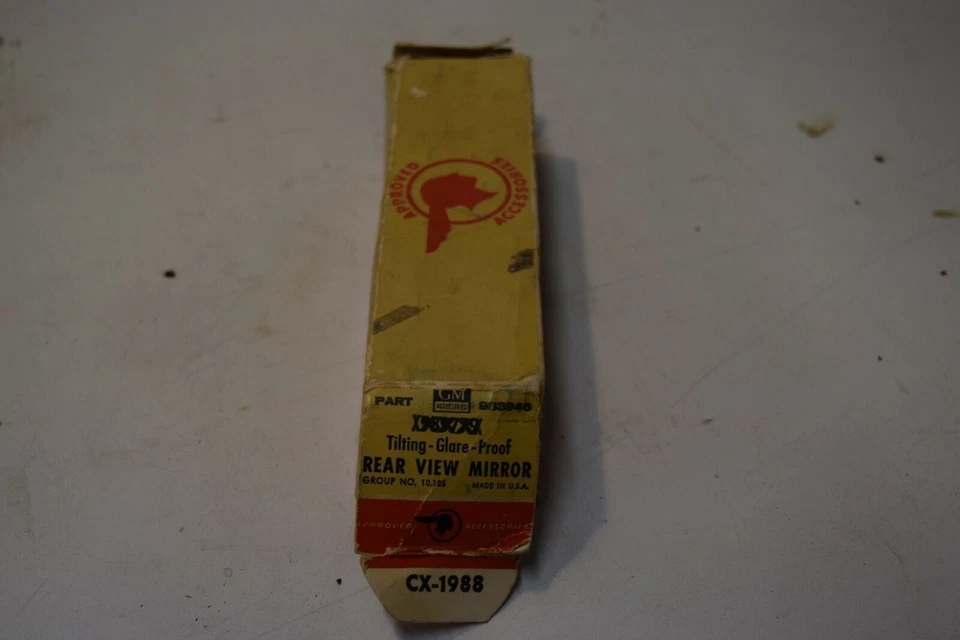 APPROVED ACCESSORIES
PART GM 983940
Tilting-Glare-Proof
REAR VIEW MIRROR
GROUP NO. 10.185 MADE IN U.S.A.
APPROVED ACCESSORIES
CX-1988